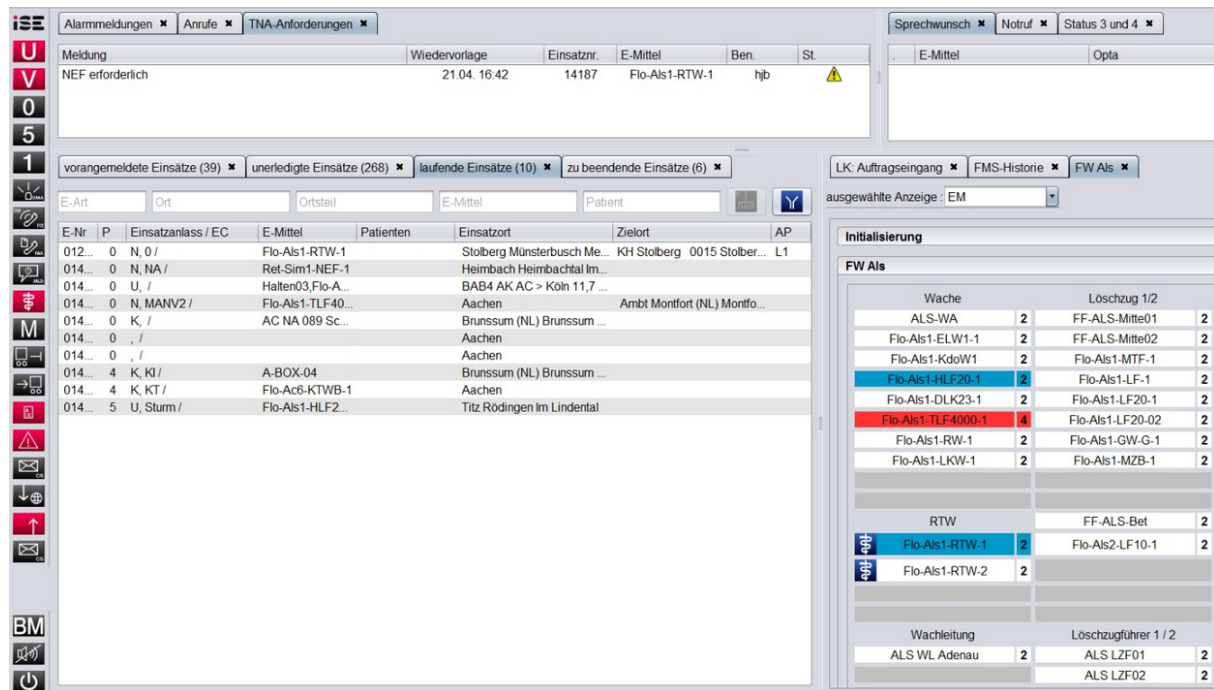 iSE
Alarmmeldungen Anrufe TNA-Anforderungen
Sprechwunsch Notruf Status 3 und 4
U
V
0
5
1
M
BM
Meldung Wiedervorlage Einsatznr. E-Mittel Ben. St.
NEF erforderlich 21.04. 16:42 14187 Flo-Als1-RTW-1 hjb
. E-Mittel Opta
vorangemeldete Einsätze (39) unerledigte Einsätze (268) laufende Einsätze (10) zu beendende Einsätze (6)
E-Art Ort Ortsteil E-Mittel Patient
E-Nr P Einsatzanlass / EC E-Mittel Patienten Einsatzort Zielort AP
012... 0 N, 0 / Flo-Als1-RTW-1 Stolberg Münsterbusch Me... KH Stolberg 0015 Stolber... L1
014... 0 N, NA / Ret-Sim1-NEF-1 Heimbach Heimbachtal Im...
014... 0 U, / Halten03,Flo-A... BAB4 AK AC > Köln 11,7 ...
014... 0 N, MANV2 / Flo-Als1-TLF40... Aachen Ambt Montfort (NL) Montfo...
014... 0 K, / AC NA 089 Sc... Brunssum (NL) Brunssum ...
014... 0 , / Aachen
014... 0 , / Aachen
014... 4 K, KI / A-BOX-04 Brunssum (NL) Brunssum ...
014... 4 K, KT / Flo-Ac6-KTWB-1 Aachen
014... 5 U, Sturm / Flo-Als1-HLF2... Titz Rödingen Im Lindental
LK: Auftragseingang FMS-Historie FW Als
ausgewählte Anzeige : EM
Initialisierung
FW Als
Wache Löschzug 1/2
ALS-WA 2 FF-ALS-Mitte01 2
Flo-Als1-ELW1-1 2 FF-ALS-Mitte02 2
Flo-Als1-KdoW1 2 Flo-Als1-MTF-1 2
Flo-Als1-HLF20-1 2 Flo-Als1-LF-1 2
Flo-Als1-DLK23-1 2 Flo-Als1-LF20-1 2
Flo-Als1-TLF4000-1 4 Flo-Als1-LF20-02 2
Flo-Als1-RW-1 2 Flo-Als1-GW-G-1 2
Flo-Als1-LKW-1 2 Flo-Als1-MZB-1 2
RTW FF-ALS-Bet 2
Flo-Als1-RTW-1 2 Flo-Als2-LF10-1 2
Flo-Als1-RTW-2 2
Wachleitung Löschzugführer 1 / 2
ALS WL Adenau 2 ALS LZF01 2
ALS LZF02 2